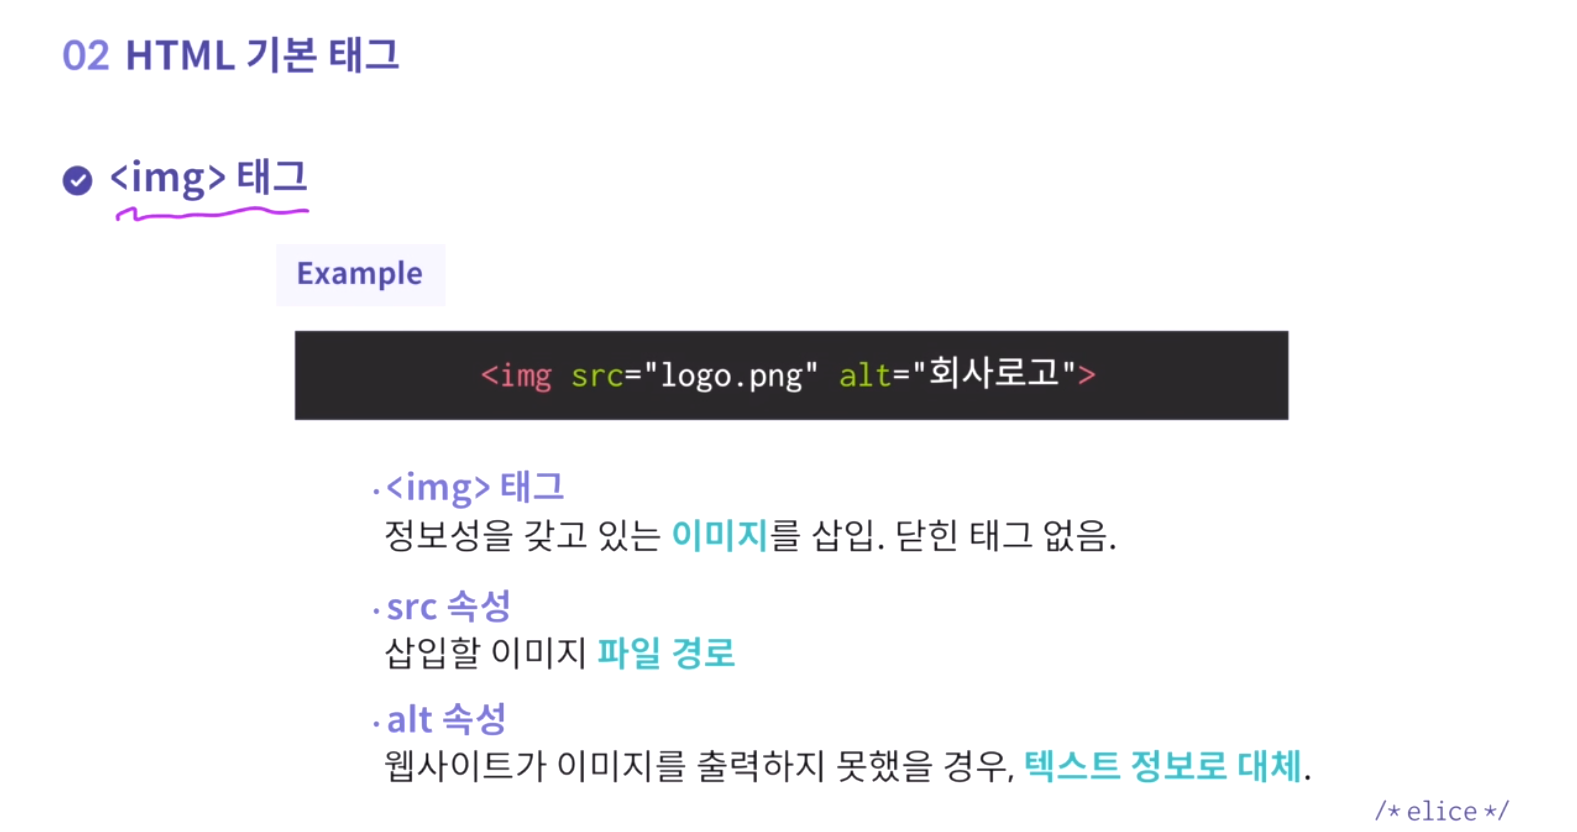 02 HTML 기본 태그
<img> 태그
Example
<img src="logo.png" alt="회사로고">
·<img> 태그
정보성을 갖고 있는 이미지를 삽입. 닫힌 태그 없음.
·src 속성
삽입할 이미지 파일 경로
·alt 속성
웹사이트가 이미지를 출력하지 못했을 경우, 텍스트 정보로 대체.
/* elice */